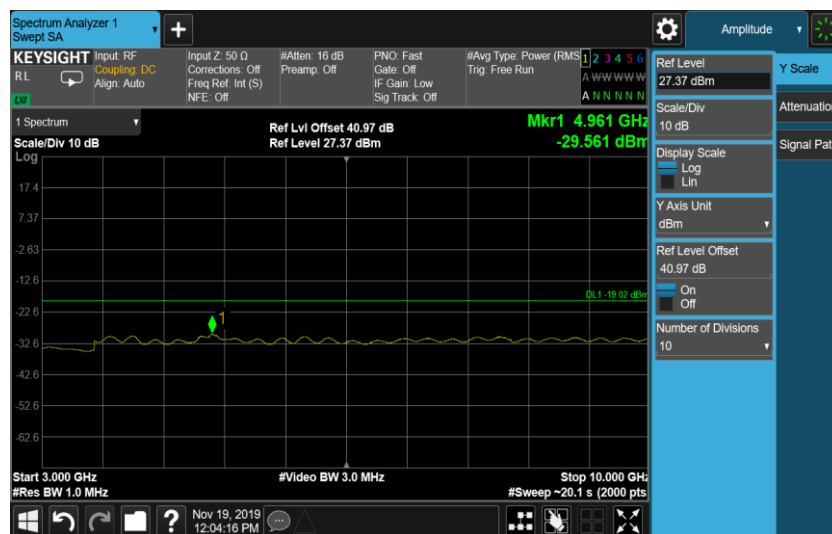 Spectrum Analyzer 1
Swept SA
+
Amplitude
KEYSIGHT
RL
LXI
Input: RF
Coupling: DC
Align: Auto
Input Z: 50 Ω
Corrections: Off
Freq Ref: Int (S)
NFE: Off
#Atten: 16 dB
Preamp: Off
PNO: Fast
Gate: Off
IF Gain: Low
Sig Track: Off
#Avg Type: Power (RMS
Trig: Free Run
1 2 3 4 5 6
A W W W W W
A N N N N N
1 Spectrum
Scale/Div 10 dB
Ref Lvl Offset 40.97 dB
Ref Level 27.37 dBm
Mkr1 4.961 GHz
-29.561 dBm
Log
17.4
7.37
-2.63
-12.6
-22.6
-32.6
-42.6
-52.6
-62.6
DL1 -19.02 dBm
1
Start 3.000 GHz
#Res BW 1.0 MHz
#Video BW 3.0 MHz
Stop 10.000 GHz
#Sweep ~20.1 s (2000 pts
?
Nov 19, 2019
12:04:16 PM
Ref Level
27.37 dBm
Scale/Div
10 dB
Display Scale
Log
Lin
Y Axis Unit
dBm
Ref Level Offset
40.97 dB
On
Off
Number of Divisions
10
Y Scale
Attenuation
Signal Pat